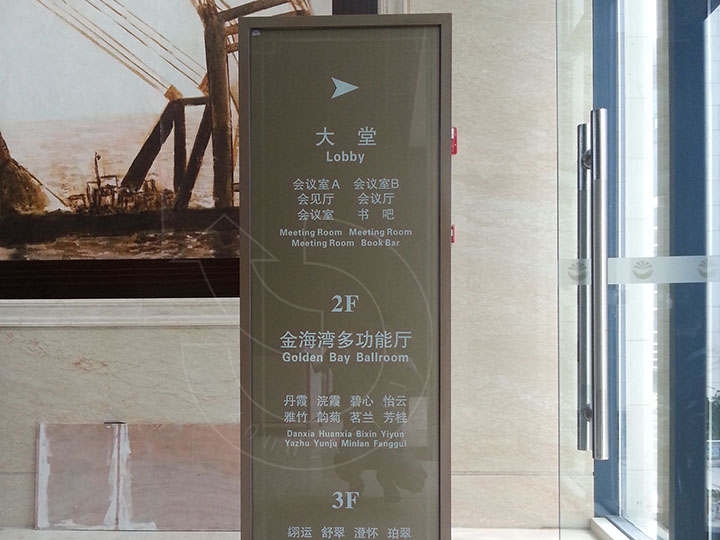 大 堂
Lobby
会议室A 会议室B
会见厅 会议厅
会议室 书 吧
Meeting Room Meeting Room
Meeting Room Book Bar
2F
金海湾多功能厅
Golden Bay Ballroom
丹霞 浣霞 碧心 怡云
雅竹 韵菊 茗兰 芳桂
Danxia Huanxia Bixin Yiyun
Yazhu Yunju Minlan Fanggui
3F
翊运 舒翠 澄怀 珀翠